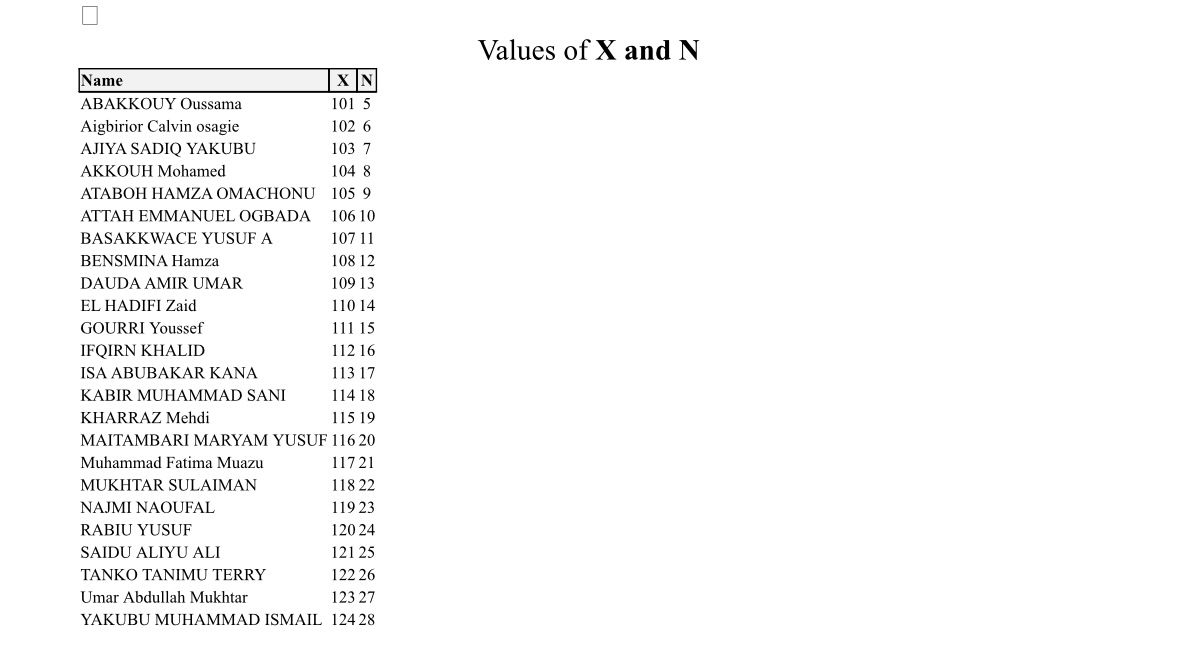 Values of X and N
Name X N
ABAKKOUY Oussama 101 5
Aigbirior Calvin osagie 102 6
AJIYA SADIQ YAKUBU 103 7
AKKOUH Mohamed 104 8
ATABOH HAMZA OMACHONU 105 9
ATTAH EMMANUEL OGBADA 106 10
BASAKKWACE YUSUF A 107 11
BENSMINA Hamza 108 12
DAUDA AMIR UMAR 109 13
EL HADIFI Zaid 110 14
GOURRI Youssef 111 15
IFQIRN KHALID 112 16
ISA ABUBAKAR KANA 113 17
KABIR MUHAMMAD SANI 114 18
KHARRAZ Mehdi 115 19
MAITAMBARI MARYAM YUSUF 116 20
Muhammad Fatima Muazu 117 21
MUKHTAR SULAIMAN 118 22
NAJMI NAOUFAL 119 23
RABIU YUSUF 120 24
SAIDU ALIYU ALI 121 25
TANKO TANIMU TERRY 122 26
Umar Abdullah Mukhtar 123 27
YAKUBU MUHAMMAD ISMAIL 124 28